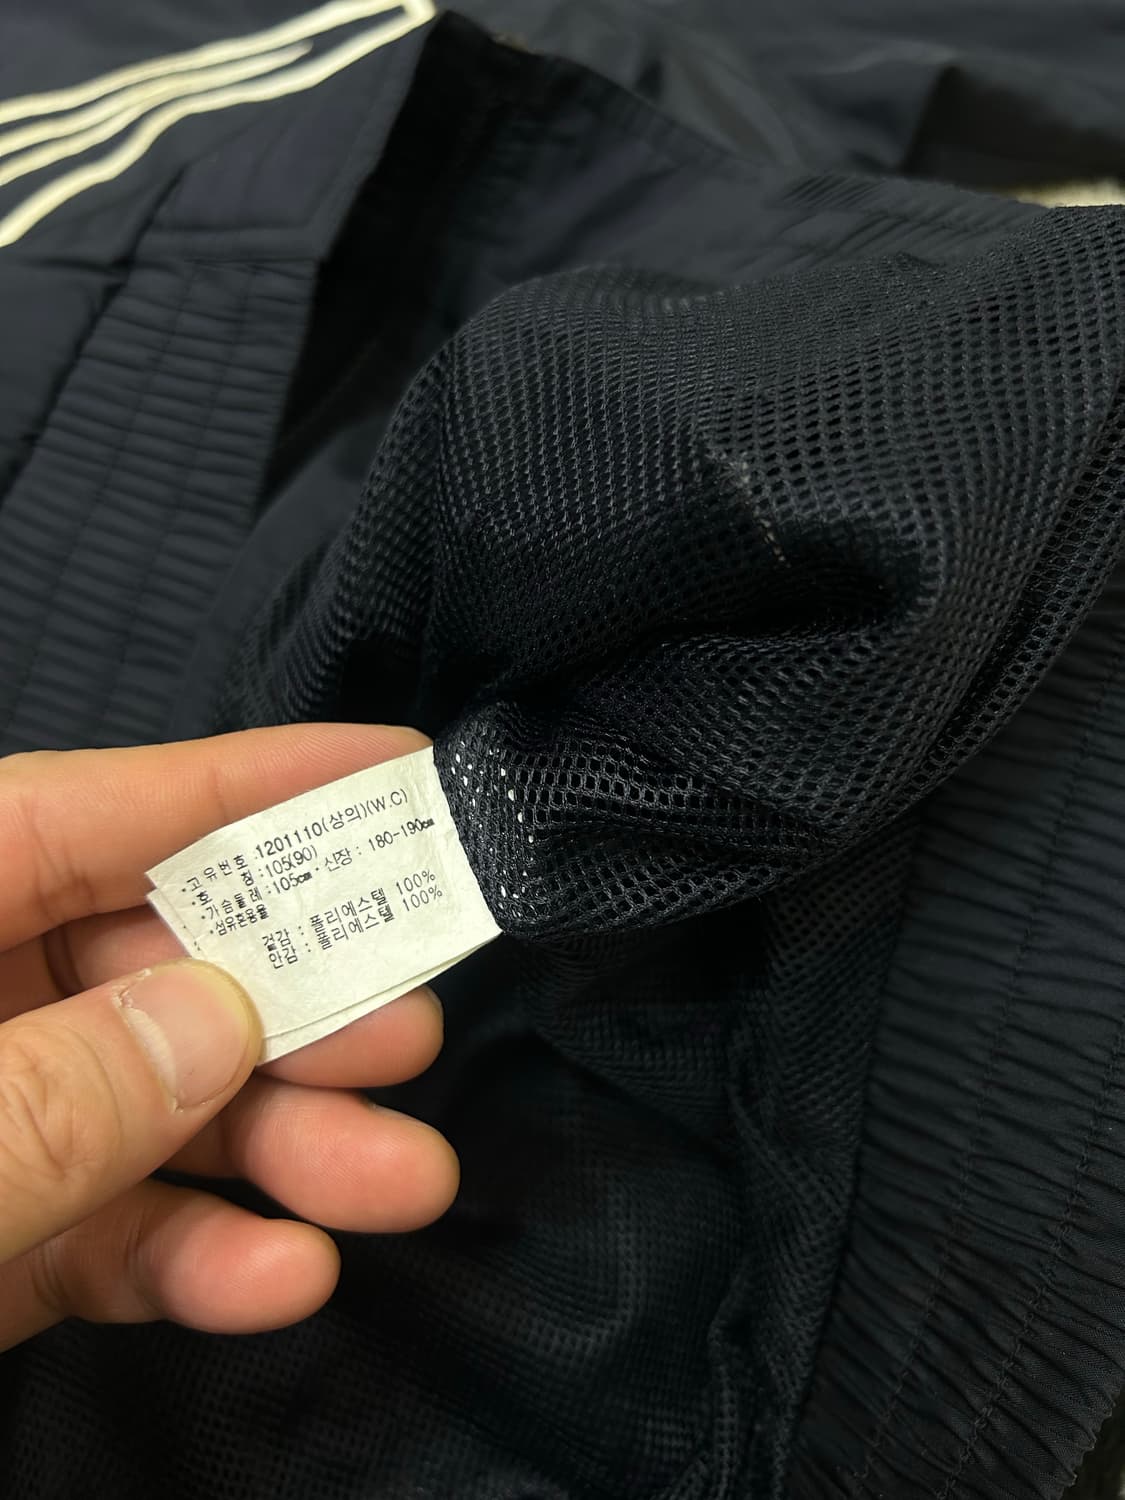 ·고유번호 :1201110(상의)(W.C)
·호 칭 :105(90)
·가슴둘레 :105cm·신장 : 180-190cm
·섬유혼용율
겉감 : 폴리에스텔 100%
안감 : 폴리에스텔 100%